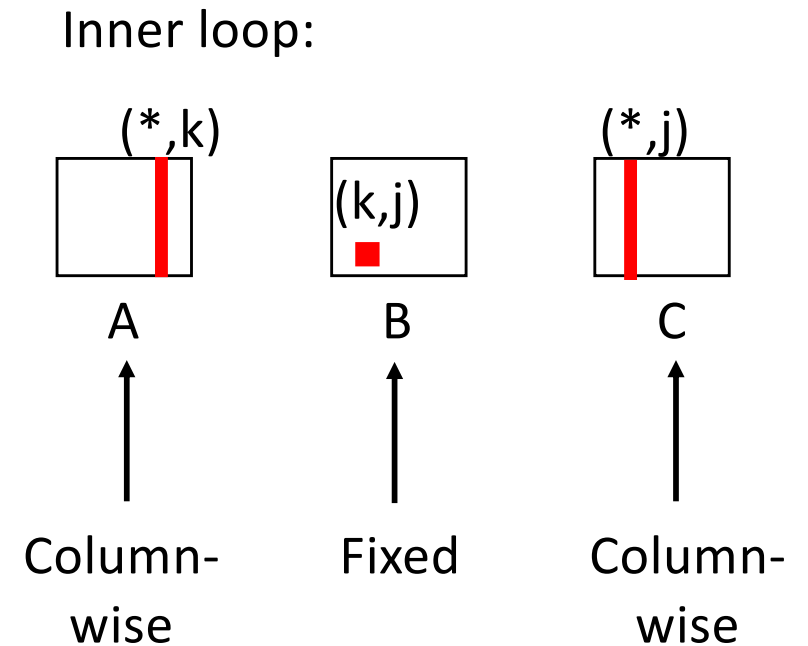 Inner loop:
(*,k)
(*,j)
(k,j)
A
B
C
Column-
wise
Fixed
Column-
wise